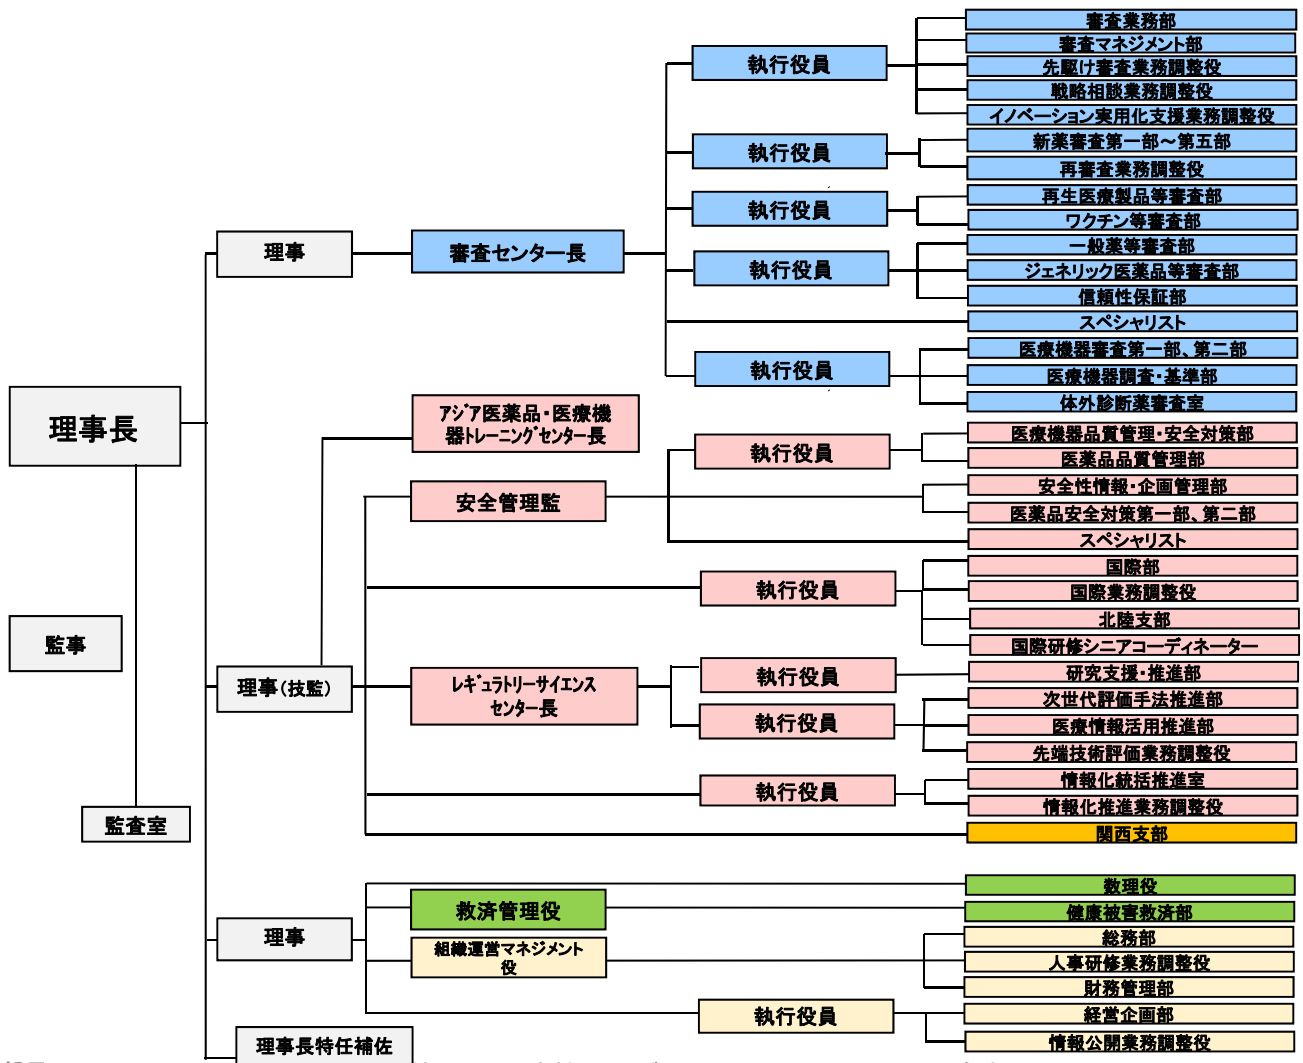 審査業務部
審査マネジメント部
執行役員
先駆け審査業務調整役
戦略相談業務調整役
イノベーション実用化支援業務調整役
新薬審査第一部～第五部
執行役員
再審査業務調整役
再生医療製品等審査部
執行役員
ワクチン等審査部
理事
審査センター長
一般薬等審査部
執行役員
ジェネリック医薬品等審査部
信頼性保証部
スペシャリスト
医療機器審査第一部、第二部
執行役員
医療機器調査・基準部
体外診断薬審査室
理事長
アジア医薬品・医療機
器トレーニングセンター長
医療機器品質管理・安全対策部
執行役員
医薬品品質管理部
安全管理監
安全性情報・企画管理部
医薬品安全対策第一部、第二部
スペシャリスト
国際部
執行役員
国際業務調整役
北陸支部
国際研修シニアコーディネーター
監事
理事（技監）
レギュラトリーサイエンス
センター長
執行役員
研究支援・推進部
次世代評価手法推進部
執行役員
医療情報活用推進部
先端技術評価業務調整役
情報化統括推進室
執行役員
情報化推進業務調整役
監査室
関西支部
数理役
救済管理役
健康被害救済部
理事
組織運営マネジメント
役
総務部
人事研修業務調整役
財務管理部
執行役員
経営企画部
情報公開業務調整役
理事長特任補佐